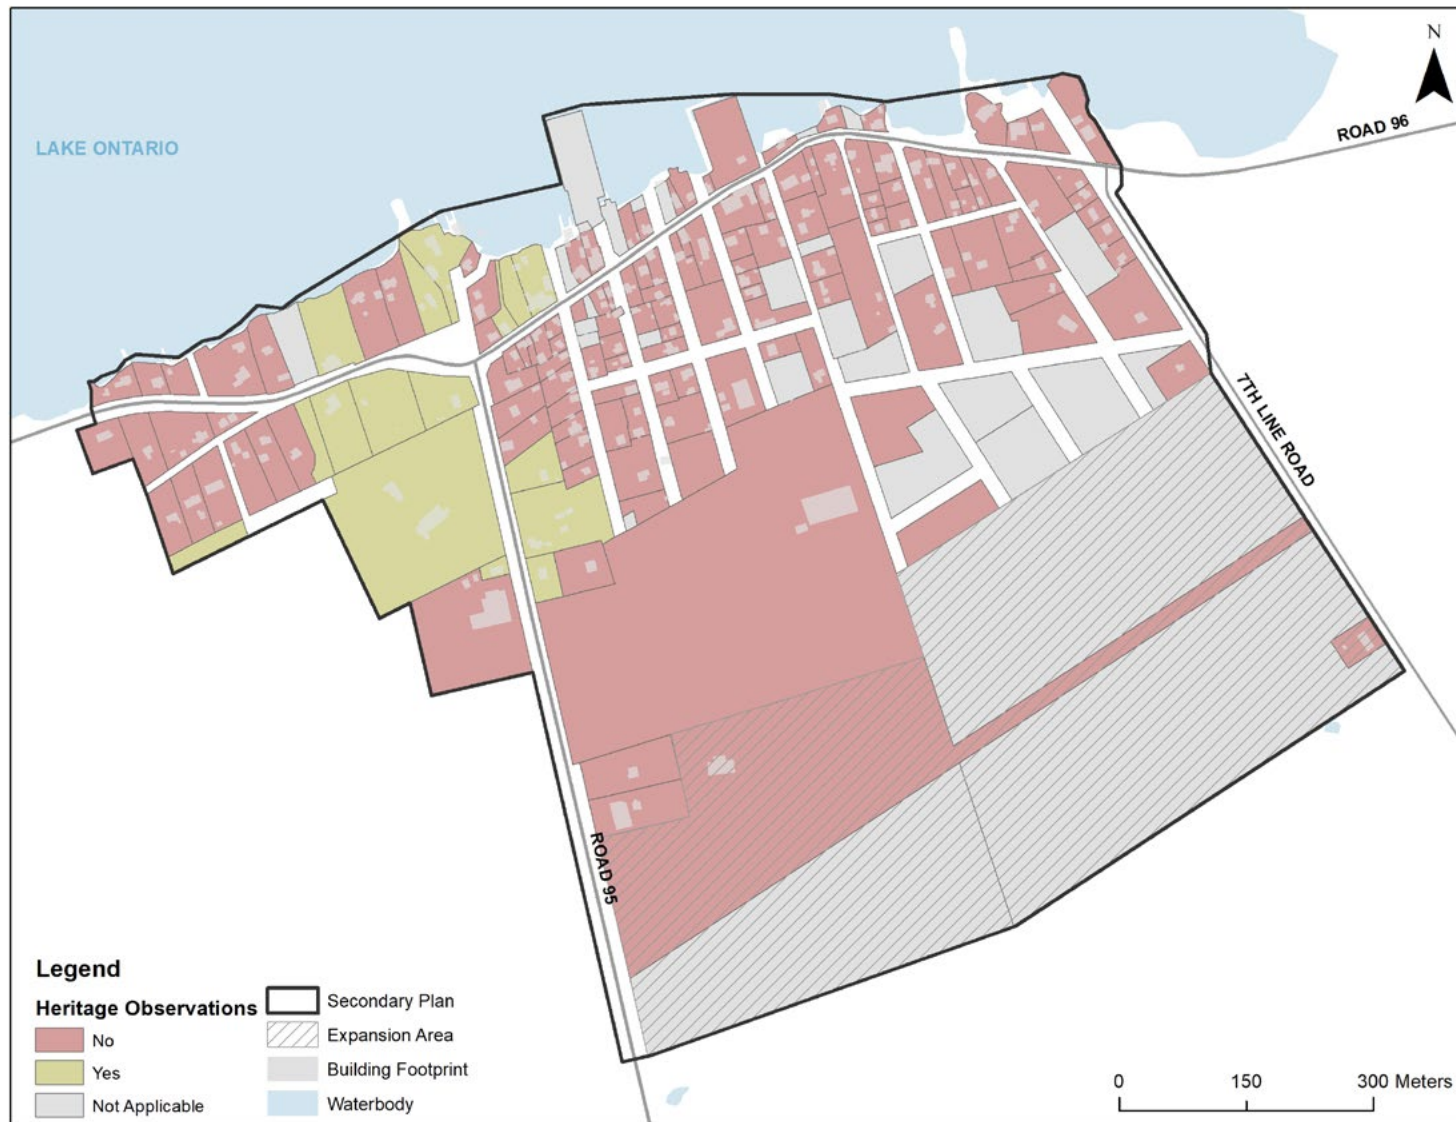 N
ROAD 96
LAKE ONTARIO
7TH LINE ROAD
ROAD 95
Legend
Heritage Observations
No
Yes
Not Applicable
Secondary Plan
Expansion Area
Building Footprint
Waterbody
0 150 300 Meters